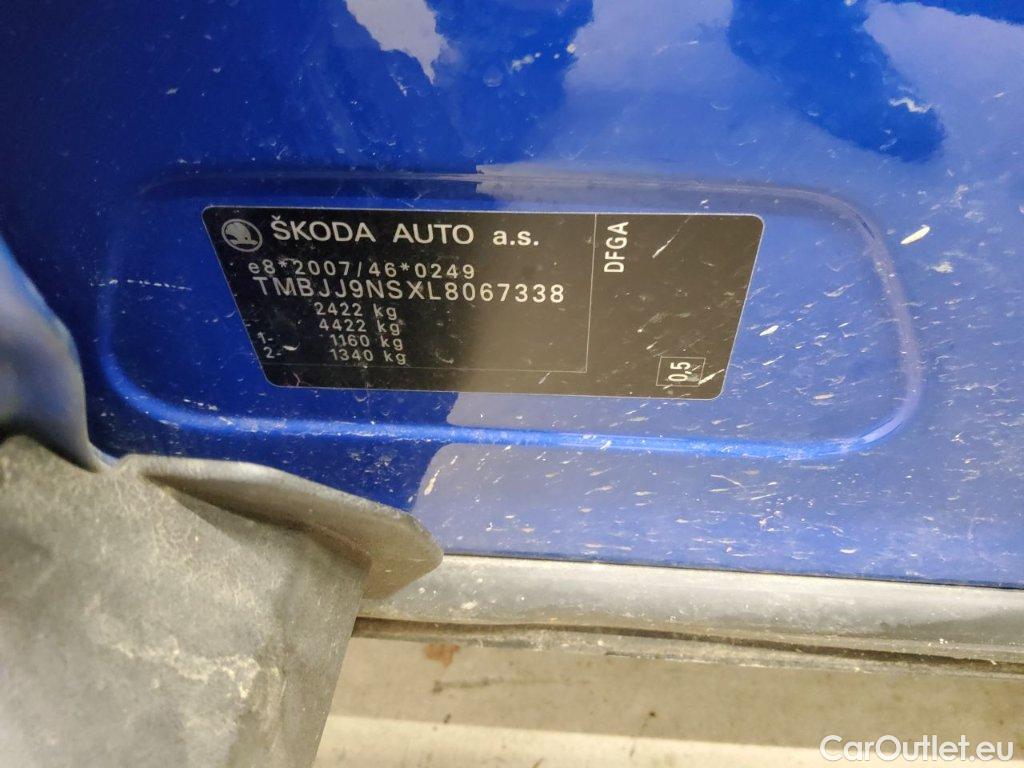 ŠKODA AUTO a.s.
e8*2007/46*0249
TMBJJ9NSXL8067338
2422 kg
4422 kg
1- 1160 kg
2- 1340 kg
DFGA
0,5
CarOutlet.eu